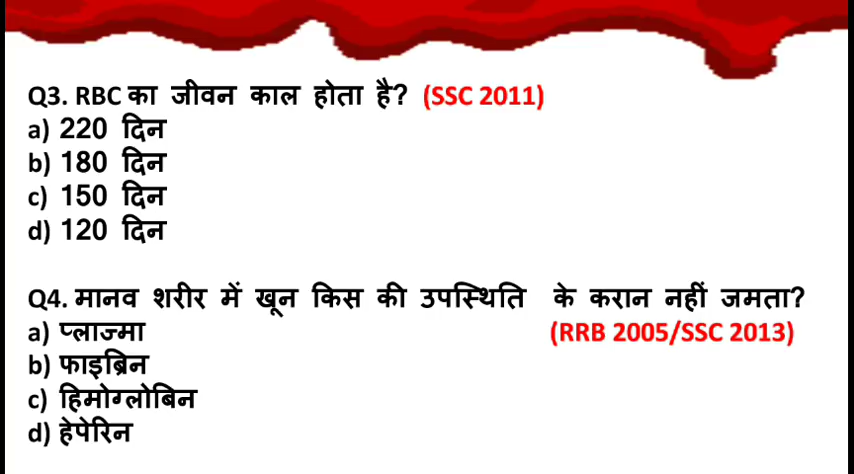 Q3. RBC का जीवन काल होता है? (SSC 2011)
a) 220 दिन
b) 180 दिन
c) 150 दिन
d) 120 दिन
Q4. मानव शरीर में खून किस की उपस्थिति के करान नहीं जमता?
a) प्लाज्मा (RRB 2005/SSC 2013)
b) फाइब्रिन
c) हिमोग्लोबिन
d) हेपेरिन